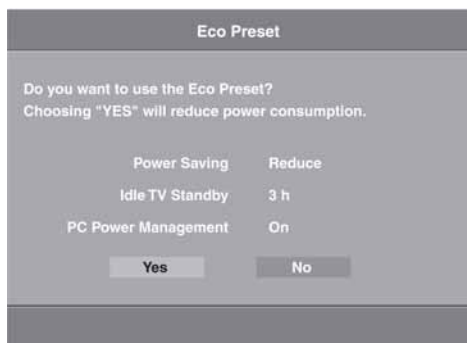 Eco Preset
Do you want to use the Eco Preset?
Choosing "YES" will reduce power consumption.
Power Saving Reduce
Idle TV Standby 3 h
PC Power Management On
Yes No